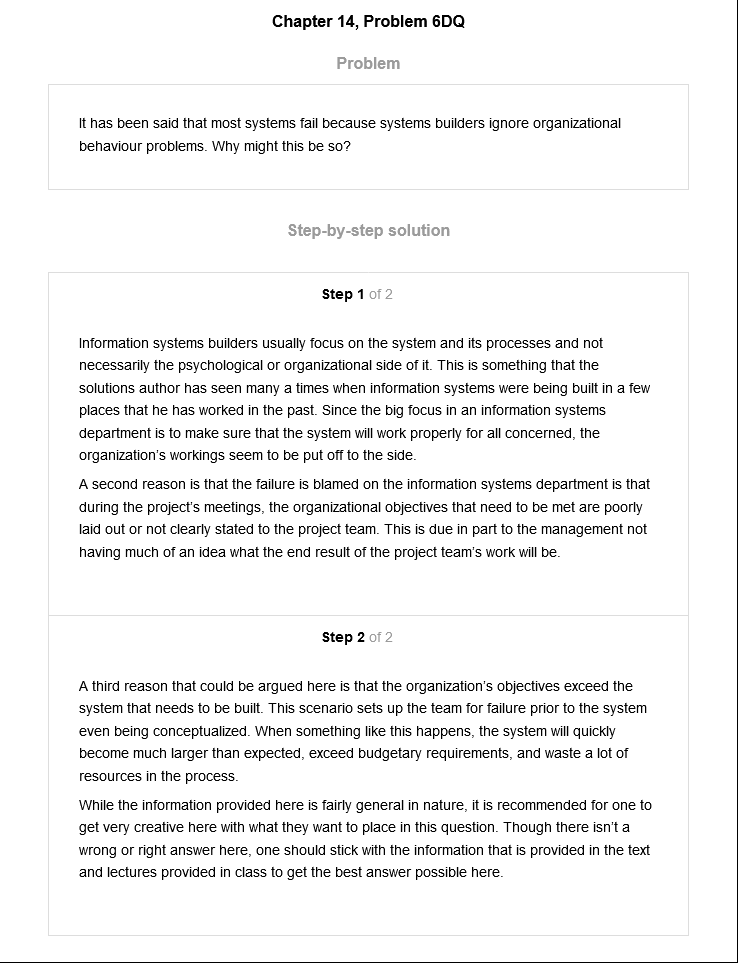 Chapter 14, Problem 6DQ
Problem
It has been said that most systems fail because systems builders ignore organizational
behaviour problems. Why might this be so?
Step-by-step solution
Step 1 of 2
Information systems builders usually focus on the system and its processes and not
necessarily the psychological or organizational side of it. This is something that the
solutions author has seen many a times when information systems were being built in a few
places that he has worked in the past. Since the big focus in an information systems
department is to make sure that the system will work properly for all concerned, the
organization's workings seem to be put off to the side.
A second reason is that the failure is blamed on the information systems department is that
during the project's meetings, the organizational objectives that need to be met are poorly
laid out or not clearly stated to the project team. This is due in part to the management not
having much of an idea what the end result of the project team's work will be.
Step 2 of 2
A third reason that could be argued here is that the organization's objectives exceed the
system that needs to be built. This scenario sets up the team for failure prior to the system
even being conceptualized. When something like this happens, the system will quickly
become much larger than expected, exceed budgetary requirements, and waste a lot of
resources in the process.
While the information provided here is fairly general in nature, it is recommended for one to
get very creative here with what they want to place in this question. Though there isn't a
wrong or right answer here, one should stick with the information that is provided in the text
and lectures provided in class to get the best answer possible here.